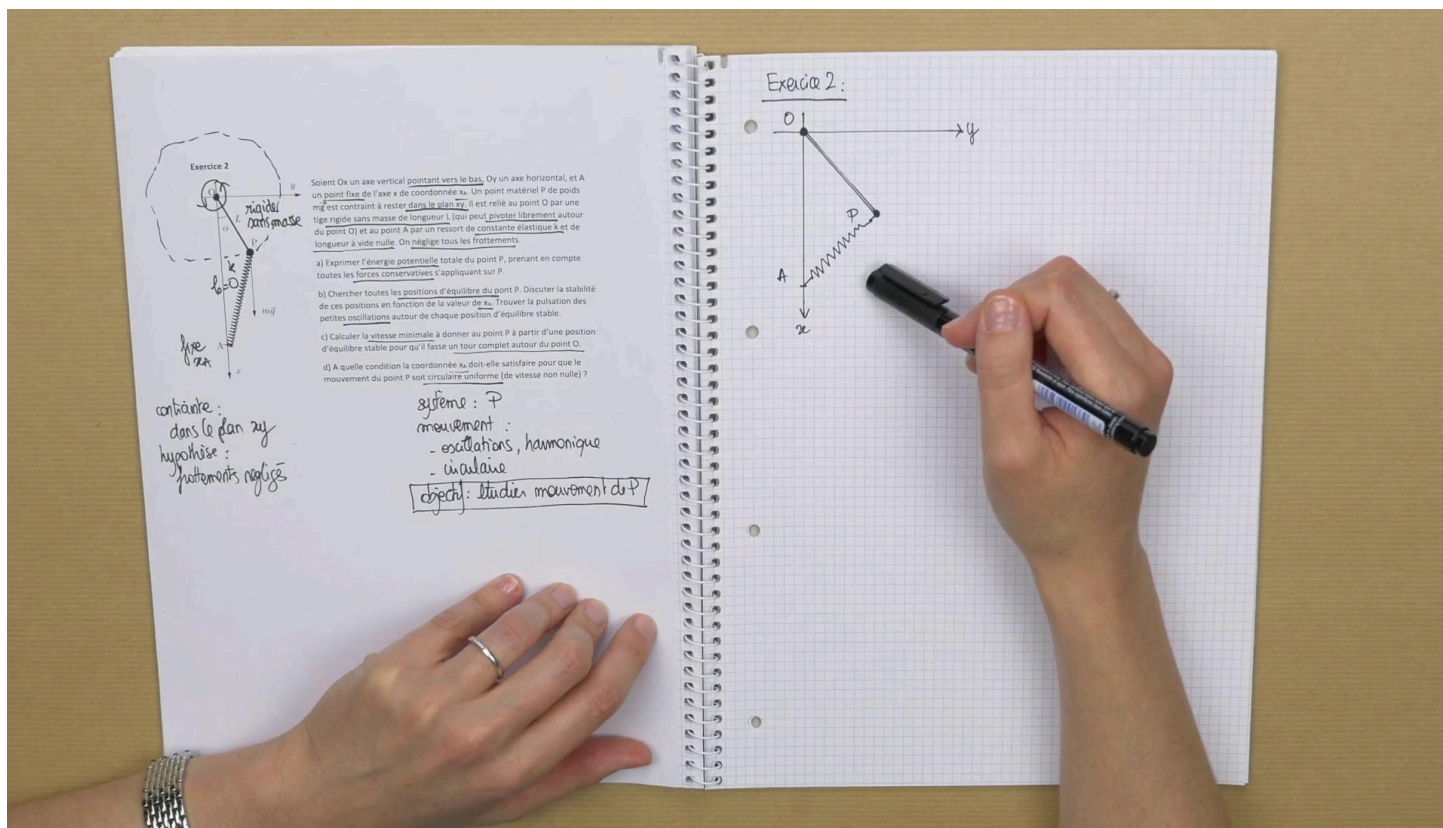 Exercice 2
y
O
rigide
sans masse
L
θ
P
k
l₀=0
mg⃗
fixe
xA
A
x
Soient Ox un axe vertical pointant vers le bas, Oy un axe horizontal, et A
un point fixe de l'axe x de coordonnée xA. Un point matériel P de poids
mg⃗ est contraint à rester dans le plan xy. Il est relié au point O par une
tige rigide sans masse de longueur L (qui peut pivoter librement autour
du point O) et au point A par un ressort de constante élastique k et de
longueur à vide nulle. On néglige tous les frottements.
a) Exprimer l'énergie potentielle totale du point P, prenant en compte
toutes les forces conservatives s'appliquant sur P.
b) Chercher toutes les positions d'équilibre du pont P. Discuter la stabilité
de ces positions en fonction de la valeur de xA. Trouver la pulsation des
petites oscillations autour de chaque position d'équilibre stable.
c) Calculer la vitesse minimale à donner au point P à partir d'une position
d'équilibre stable pour qu'il fasse un tour complet autour du point O.
d) A quelle condition la coordonnée xA doit-elle satisfaire pour que le
mouvement du point P soit circulaire uniforme (de vitesse non nulle) ?
contrainte :
dans le plan xy
hypothèse :
frottements négligés
système : P
mouvement :
- oscillations, harmonique
- circulaire
objectif : étudier mouvement de P
Exercice 2 :
O
y
P
A
x